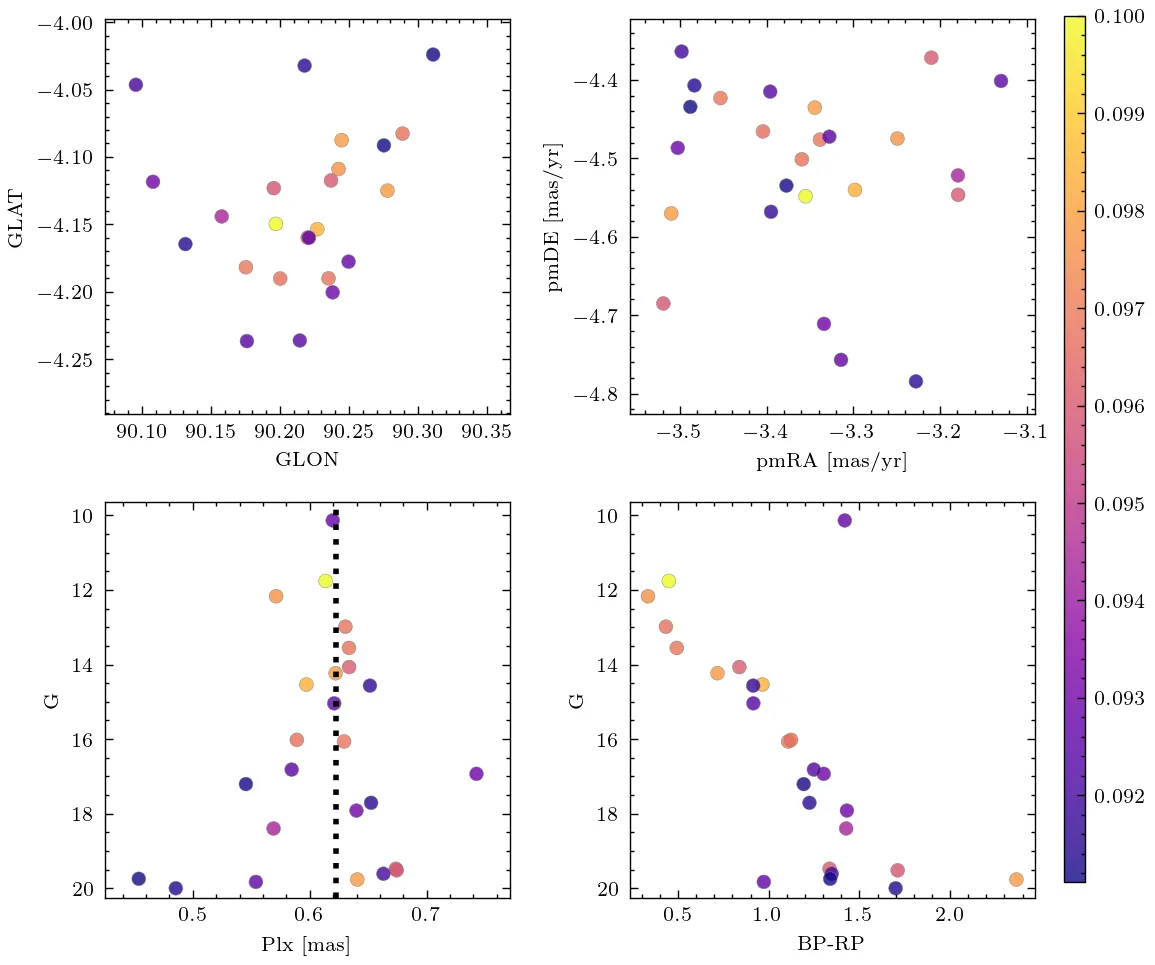 −4.00
−4.05
−4.10
−4.15
−4.20
−4.25
GLAT
90.10 90.15 90.20 90.25 90.30 90.35
GLON
−4.4
−4.5
−4.6
−4.7
−4.8
pmDE [mas/yr]
−3.5 −3.4 −3.3 −3.2 −3.1
pmRA [mas/yr]
10
12
14
16
18
20
G
0.5 0.6 0.7
Plx [mas]
10
12
14
16
18
20
G
0.5 1.0 1.5 2.0
BP-RP
0.100
0.099
0.098
0.097
0.096
0.095
0.094
0.093
0.092